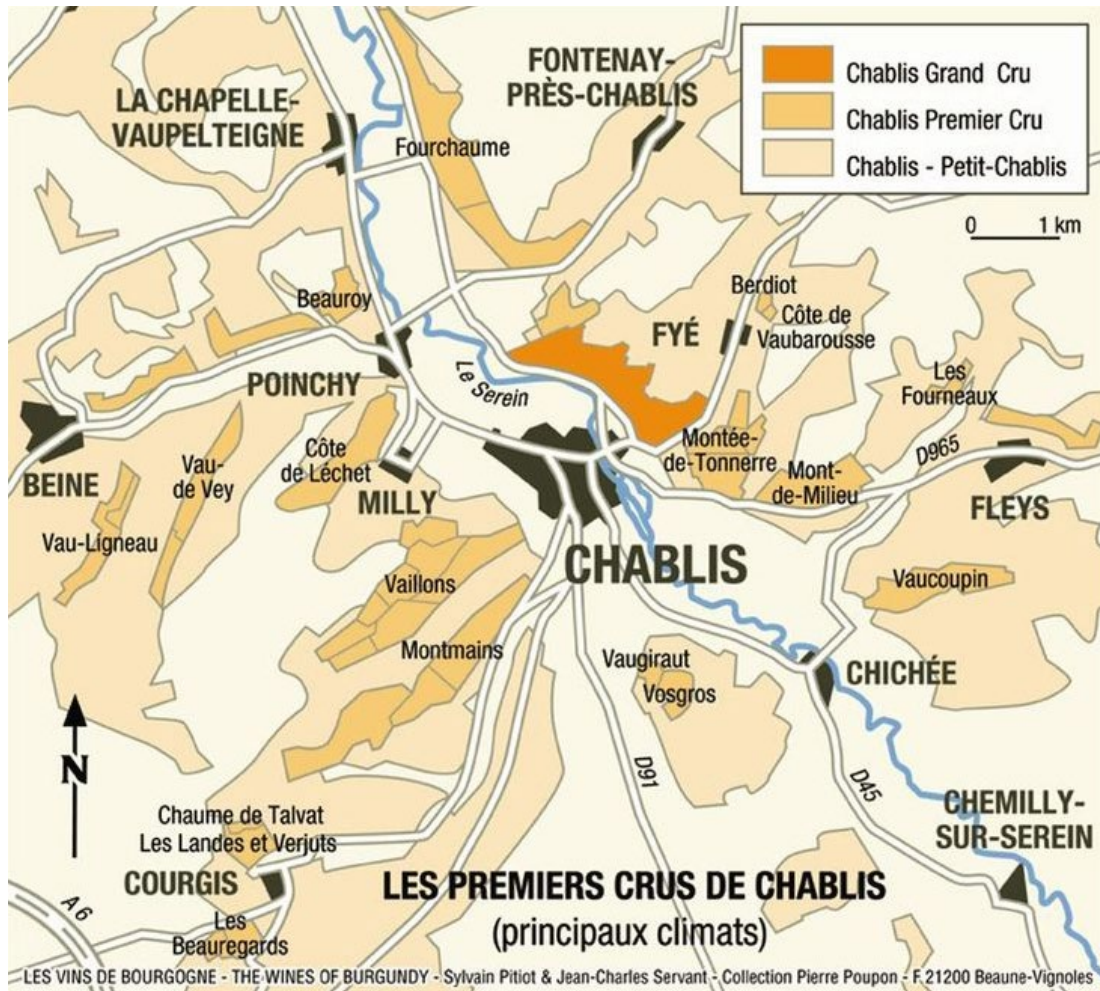 FONTENAY-
PRÈS-CHABLIS
LA CHAPELLE-
VAUPELTEIGNE
Fourchaume
Chablis Grand Cru
Chablis Premier Cru
Chablis - Petit-Chablis
0 1 km
Beauroy
Berdiot
Côte de
Vaubarousse
FYÉ
POINCHY
Le Serein
Les
Fourneaux
BEINE
Vau-
de Vey
Côte
de Léchet
MILLY
Montée-
de-Tonnerre
Mont-
de-Milieu
D965
FLEYS
Vau-Ligneau
CHABLIS
Vaillons
Vaucoupin
Montmains
Vaugiraut
Vosgros
CHICHÉE
N
D91
D45
CHEMILLY-
SUR-SEREIN
Chaume de Talvat
Les Landes et Verjuts
COURGIS
A 6
Les
Beauregards
LES PREMIERS CRUS DE CHABLIS
(principaux climats)
LES VINS DE BOURGOGNE - THE WINES OF BURGUNDY - Sylvain Pitiot & Jean-Charles Servant - Collection Pierre Poupon - F.21200 Beaune-Vignoles